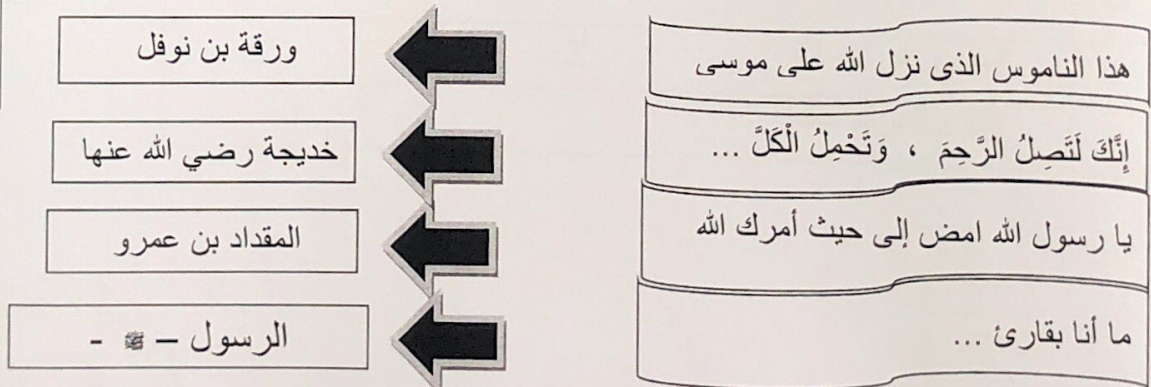 هذا الناموس الذى نزل الله على موسى
ورقة بن نوفل
إِنَّكَ لَتَصِلُ الرَّحِمَ ، وَتَحْمِلُ الْكَلَّ ...
خديجة رضي الله عنها
يا رسول الله امض إلى حيث أمرك الله
المقداد بن عمرو
ما أنا بقارئ ...
الرسول – ﷺ -